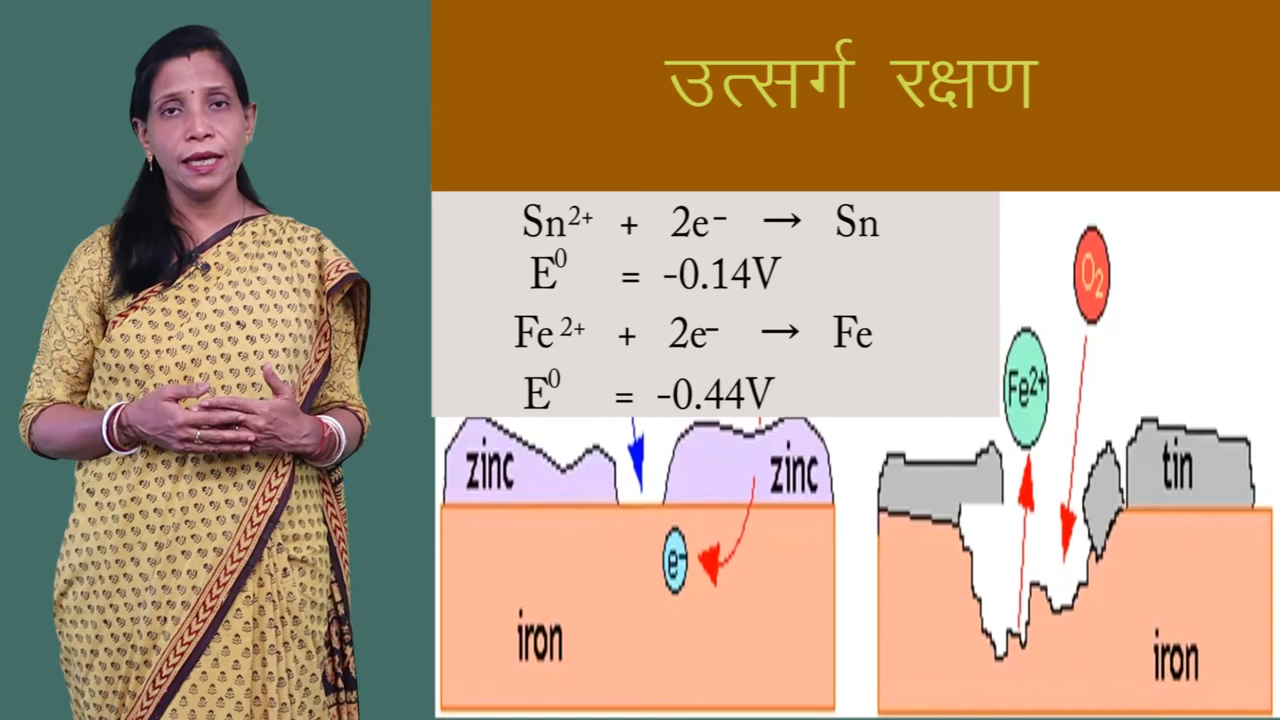 उत्सर्ग रक्षण
Sn²⁺ + 2e⁻ → Sn
E⁰ = -0.14V
Fe²⁺ + 2e⁻ → Fe
E⁰ = -0.44V
O₂
Fe²⁺
zinc zinc tin
e⁻
iron iron